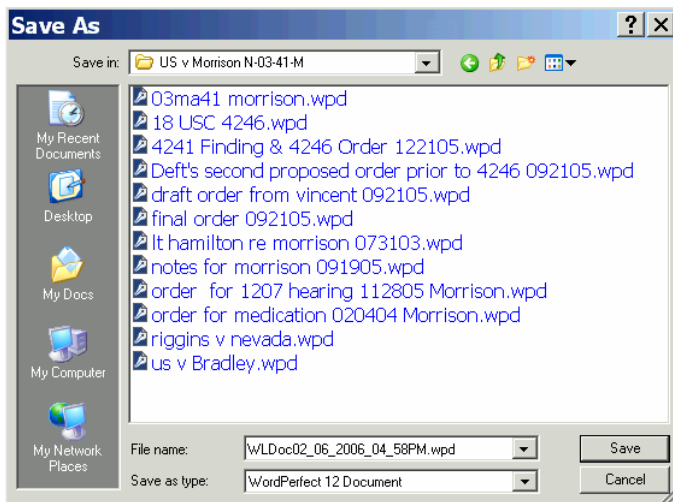 Save As
Save in: US v Morrison N-03-41-M
03ma41 morrison.wpd
18 USC 4246.wpd
4241 Finding & 4246 Order 122105.wpd
Deft's second proposed order prior to 4246 092105.wpd
draft order from vincent 092105.wpd
final order 092105.wpd
lt hamilton re morrison 073103.wpd
notes for morrison 091905.wpd
order  for 1207 hearing 112805 Morrison.wpd
order for medication 020404 Morrison.wpd
riggins v nevada.wpd
us v Bradley.wpd
My Recent
Documents
Desktop
My Docs
My Computer
My Network
Places
File name: WLDoc02_06_2006_04_58PM.wpd Save
Save as type: WordPerfect 12 Document Cancel